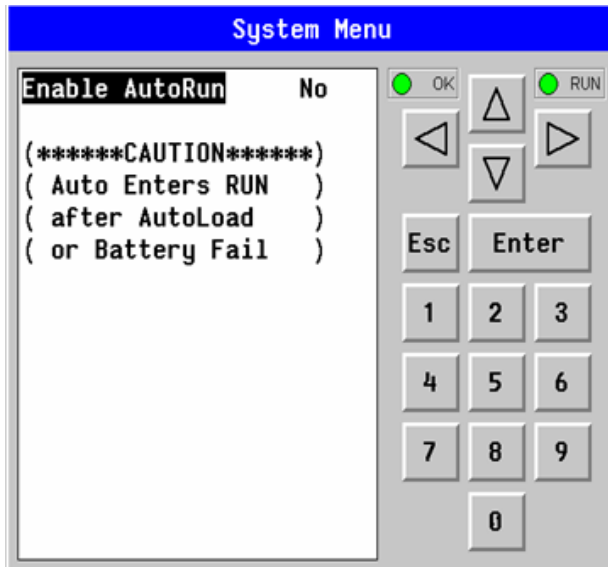 System Menu
Enable AutoRun No
(******CAUTION******)
( Auto Enters RUN )
( after AutoLoad )
( or Battery Fail )
OK
RUN
Esc
Enter
1 2 3
4 5 6
7 8 9
0